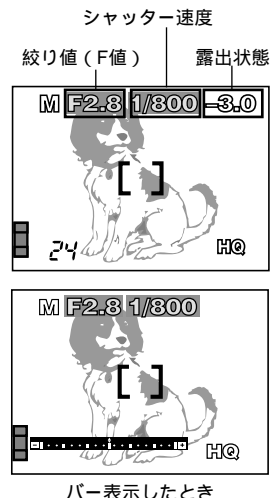 シャッター速度
絞り値(F値) 露出状態
M F2.8 1/800 -3.0
24 HQ
M F2.8 1/800
- +
HQ
バー表示したとき